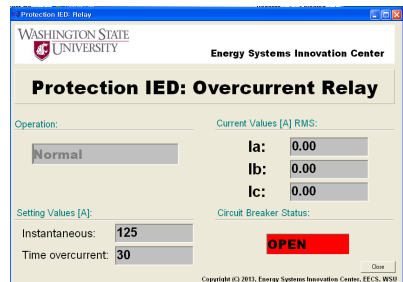 Protection IED: Relay
WASHINGTON STATE
UNIVERSITY
Energy Systems Innovation Center
Protection IED: Overcurrent Relay
Operation:
Normal
Current Values [A] RMS:
Ia: 0.00
Ib: 0.00
Ic: 0.00
Setting Values [A]:
Instantaneous: 125
Time overcurrent: 30
Circuit Breaker Status:
OPEN
Close
Copyright (C) 2013, Energy Systems Innovation Center, EECS, WSU